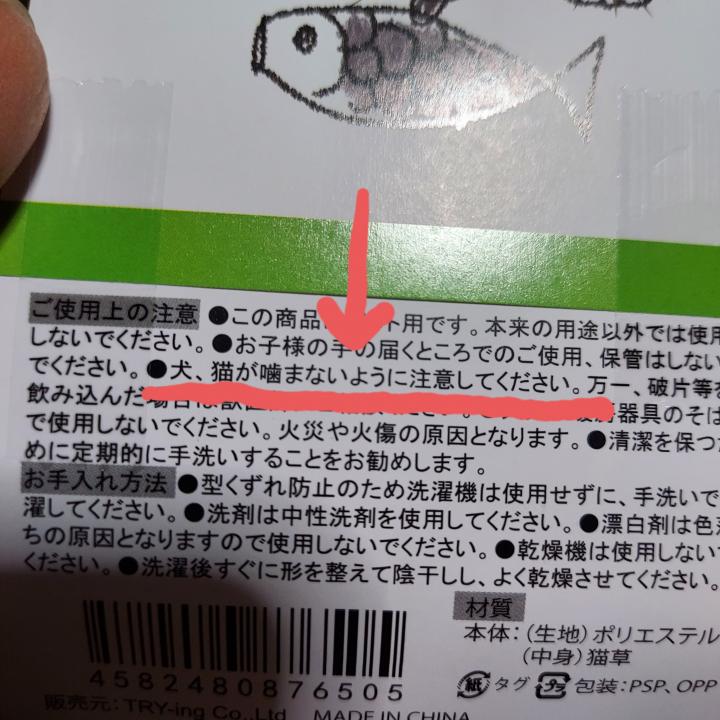 ご使用上の注意 ●この商品 ト用です。本来の用途以外では使用
しないでください。●お子様の手の届くところでのご使用、保管はしない
でください。●犬、猫が噛まないように注意してください。万一、破片等を
飲み込んだ場合は 器具のそば
で使用しないでください。火災や火傷の原因となります。●清潔を保つた
めに定期的に手洗いすることをお勧めします。
お手入れ方法 ●型くずれ防止のため洗濯機は使用せずに、手洗いで
濯してください。●洗剤は中性洗剤を使用してください。●漂白剤は色落
ちの原因となりますので使用しないでください。●乾燥機は使用しない
ください。●洗濯後すぐに形を整えて陰干しし、よく乾燥させてください。
材質
本体：(生地)ポリエステル
(中身)猫草
4582480876505
紙 タグ プラ 包装：PSP、OPP
販売元：TRY-ing Co.,Ltd MADE IN CHINA